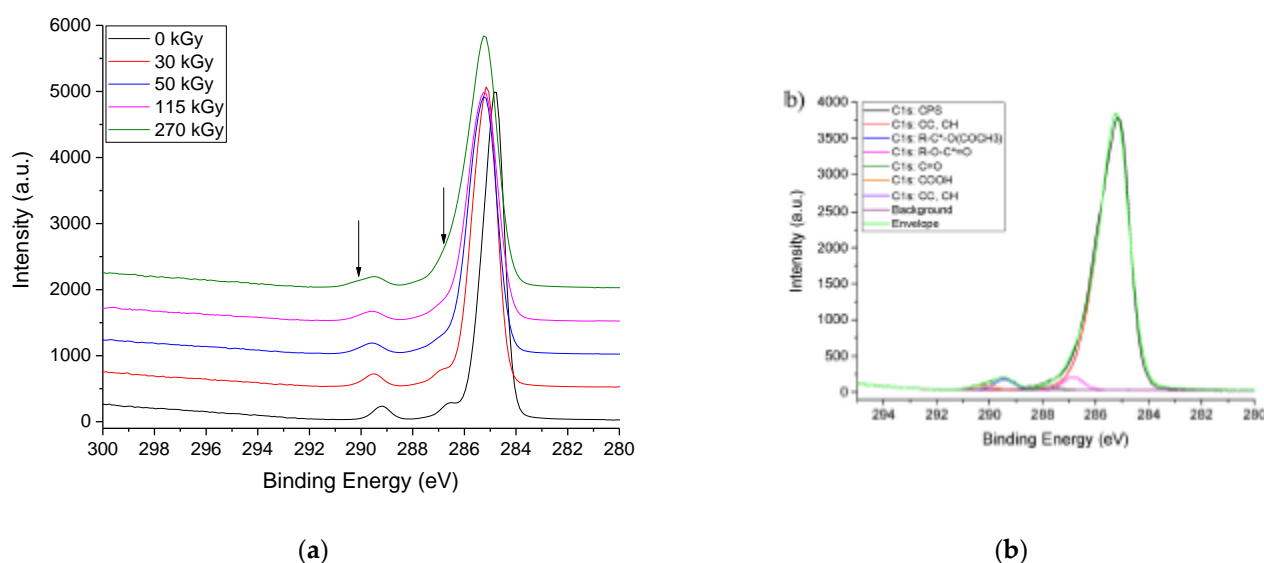 6000
5000
4000
3000
2000
1000
0
Intensity (a.u.)
0 kGy
30 kGy
50 kGy
115 kGy
270 kGy
300 298 296 294 292 290 288 286 284 282 280
Binding Energy (eV)
(a)
b)
4000
3500
3000
2500
2000
1500
1000
500
0
Intensity (a.u.)
C1s: CPS
C1s: CC, CH
C1s: R-C*-O(COCH3)
C1s: R-O-C*=O
C1s: C=O
C1s: COOH
C1s: CC, CH
Background
Envelope
294 292 290 288 286 284 282 280
Binding Energy (eV)
(b)